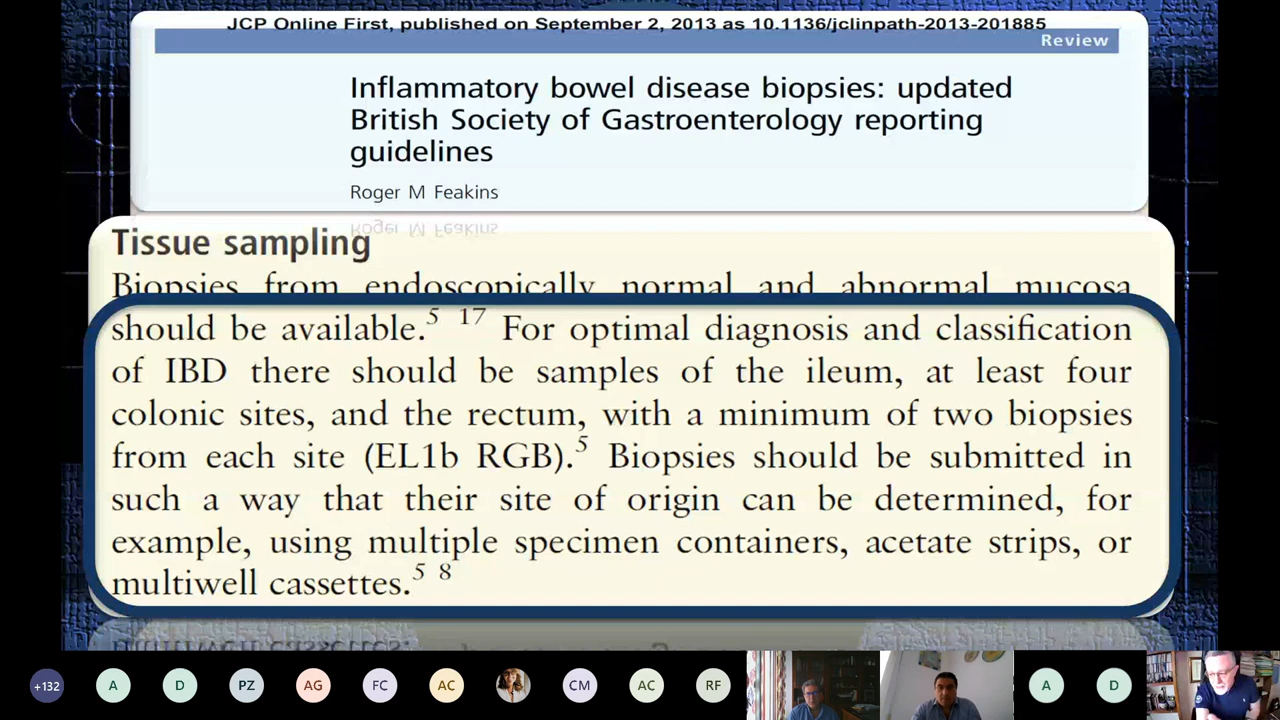 JCP Online First, published on September 2, 2013 as 10.1136/jclinpath-2013-201885
Review
Inflammatory bowel disease biopsies: updated
British Society of Gastroenterology reporting
guidelines
Roger M Feakins
Roger M Feakins
Tissue sampling
Biopsies from endoscopically normal and abnormal mucosa
should be available.5 17 For optimal diagnosis and classification
of IBD there should be samples of the ileum, at least four
colonic sites, and the rectum, with a minimum of two biopsies
from each site (EL1b RGB).5 Biopsies should be submitted in
such a way that their site of origin can be determined, for
example, using multiple specimen containers, acetate strips, or
multiwell cassettes.5 8
+132
A
D
PZ
AG
FC
AC
CM
AC
RF
A
D